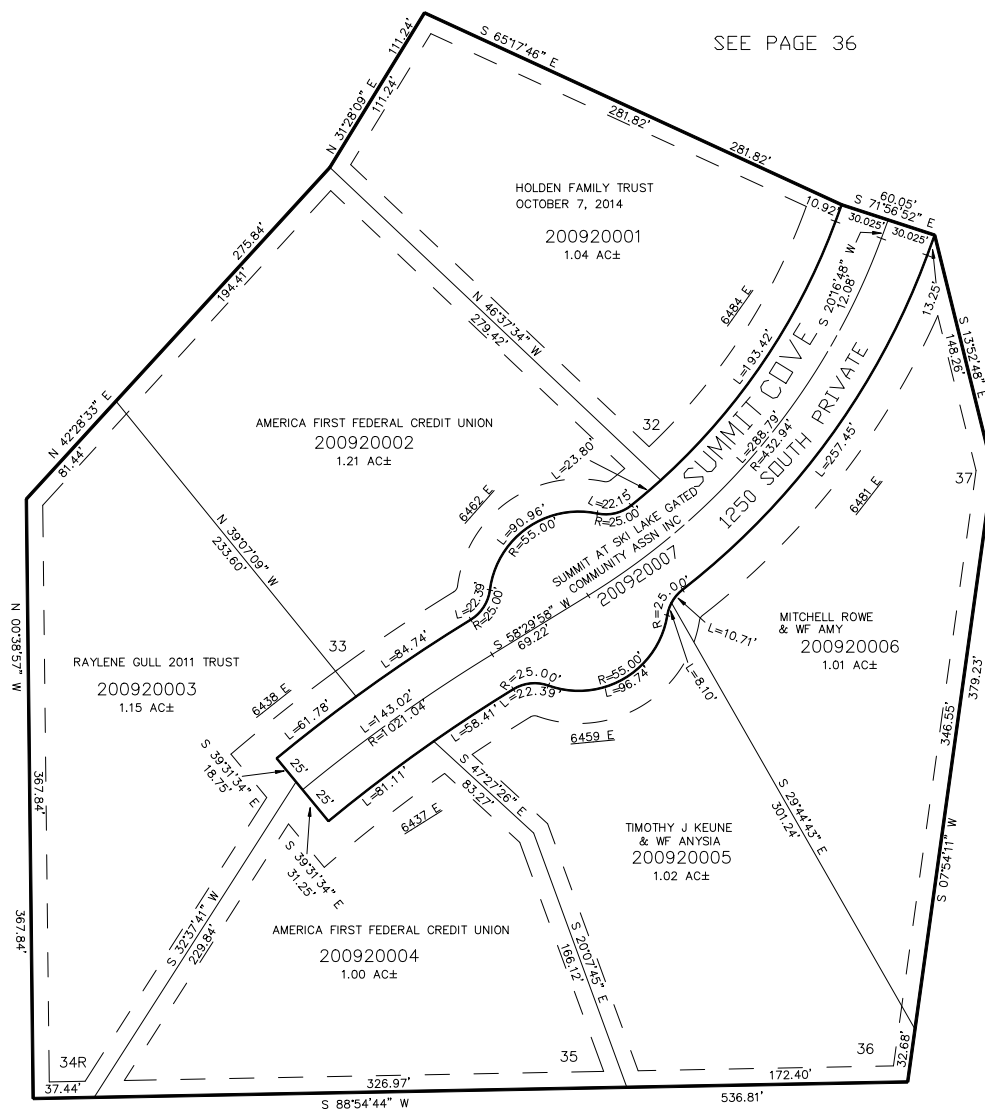 SEE PAGE 36
111.24'
N 31°28'09" E
111.24'
S 65°17'46" E
281.82'
281.82'
60.05'
S 71°56'52" E
10.92'
30.025'
30.025'
HOLDEN FAMILY TRUST
OCTOBER 7, 2014
200920001
1.04 AC±
275.84'
194.41'
N 46°37'34" W
279.42'
6484 E
L=193.42'
S 20°16'48" W
12.08'
13.25'
S 13°52'48" E
148.26'
SUMMIT COVE
L=288.79'
R=432.94'
1250 SOUTH PRIVATE
L=257.45'
32
37
N 42°28'33" E
81.44'
AMERICA FIRST FEDERAL CREDIT UNION
200920002
1.21 AC±
L=23.80'
6462 E
L=90.96'
R=55.00'
L=22.15'
R=25.00'
6481 E
N 39°07'09" W
233.60'
SUMMIT AT SKI LAKE GATED
COMMUNITY ASSN INC
200920007
L=22.39'
R=25.00'
S 58°29'58" W
69.22'
R=25.00'
L=10.71'
MITCHELL ROWE
& WF AMY
200920006
1.01 AC±
N 00°38'57" W
RAYLENE GULL 2011 TRUST
200920003
1.15 AC±
33
L=84.74'
R=25.00'
L=22.39'
R=55.00'
L=96.74'
L=8.10'
379.23'
346.55'
6438 E
L=61.78'
L=143.02'
R=1021.04'
L=58.41'
6459 E
S 39°31'34" E
18.75'
25'
25'
L=81.11'
S 47°27'26" E
83.27'
S 29°44'43" E
301.24'
367.84'
6437 E
S 39°31'34" E
31.25'
TIMOTHY J KEUNE
& WF ANYSIA
200920005
1.02 AC±
S 07°54'11" W
367.84'
S 32°37'41" W
229.84'
AMERICA FIRST FEDERAL CREDIT UNION
200920004
1.00 AC±
S 20°07'45" E
166.12'
34R
35
36
32.68'
37.44'
326.97'
172.40'
S 88°54'44" W
536.81'